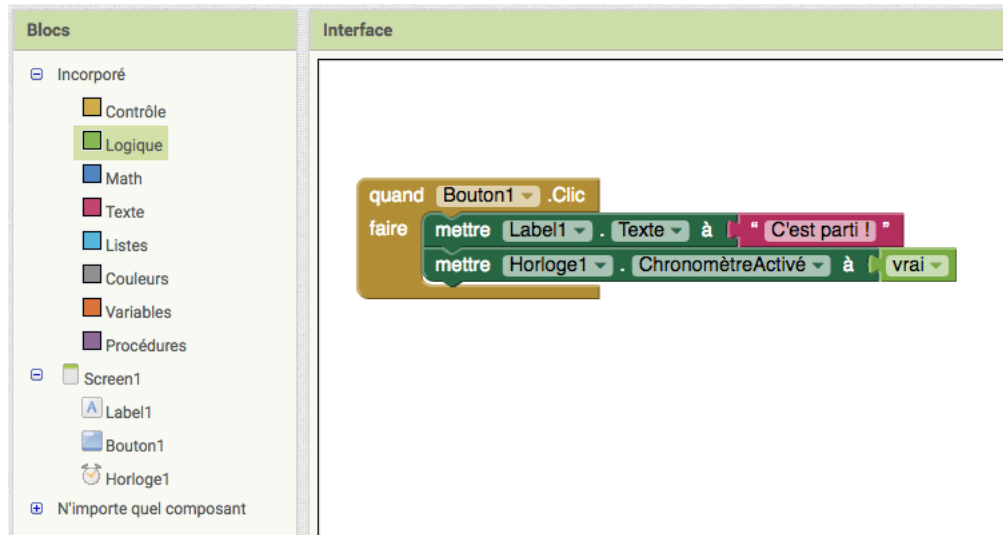 Blocs
Incorporé
Contrôle
Logique
Math
Texte
Listes
Couleurs
Variables
Procédures
Screen1
A Label1
Bouton1
Horloge1
N'importe quel composant
Interface
quand Bouton1 .Clic
faire mettre Label1 . Texte à " C'est parti ! "
mettre Horloge1 . ChronomètreActivé à vrai